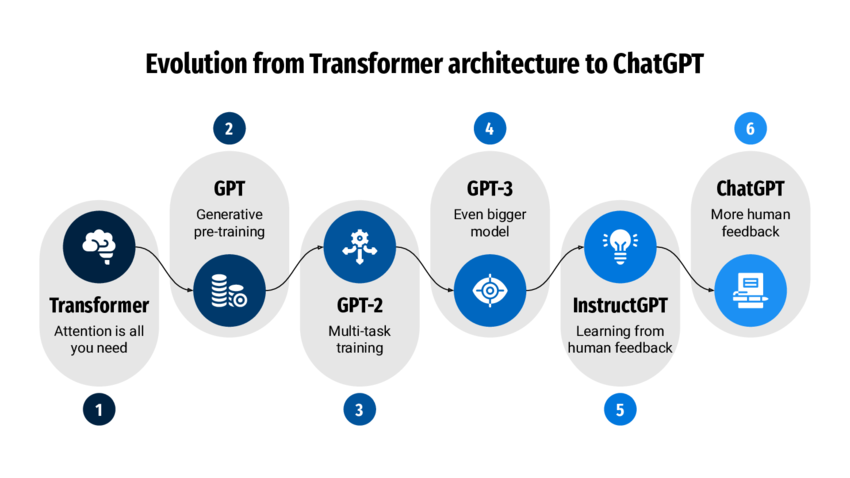 Evolution from Transformer architecture to ChatGPT
1
Transformer
Attention is all
you need
2
GPT
Generative
pre-training
3
GPT-2
Multi-task
training
4
GPT-3
Even bigger
model
5
InstructGPT
Learning from
human feedback
6
ChatGPT
More human
feedback